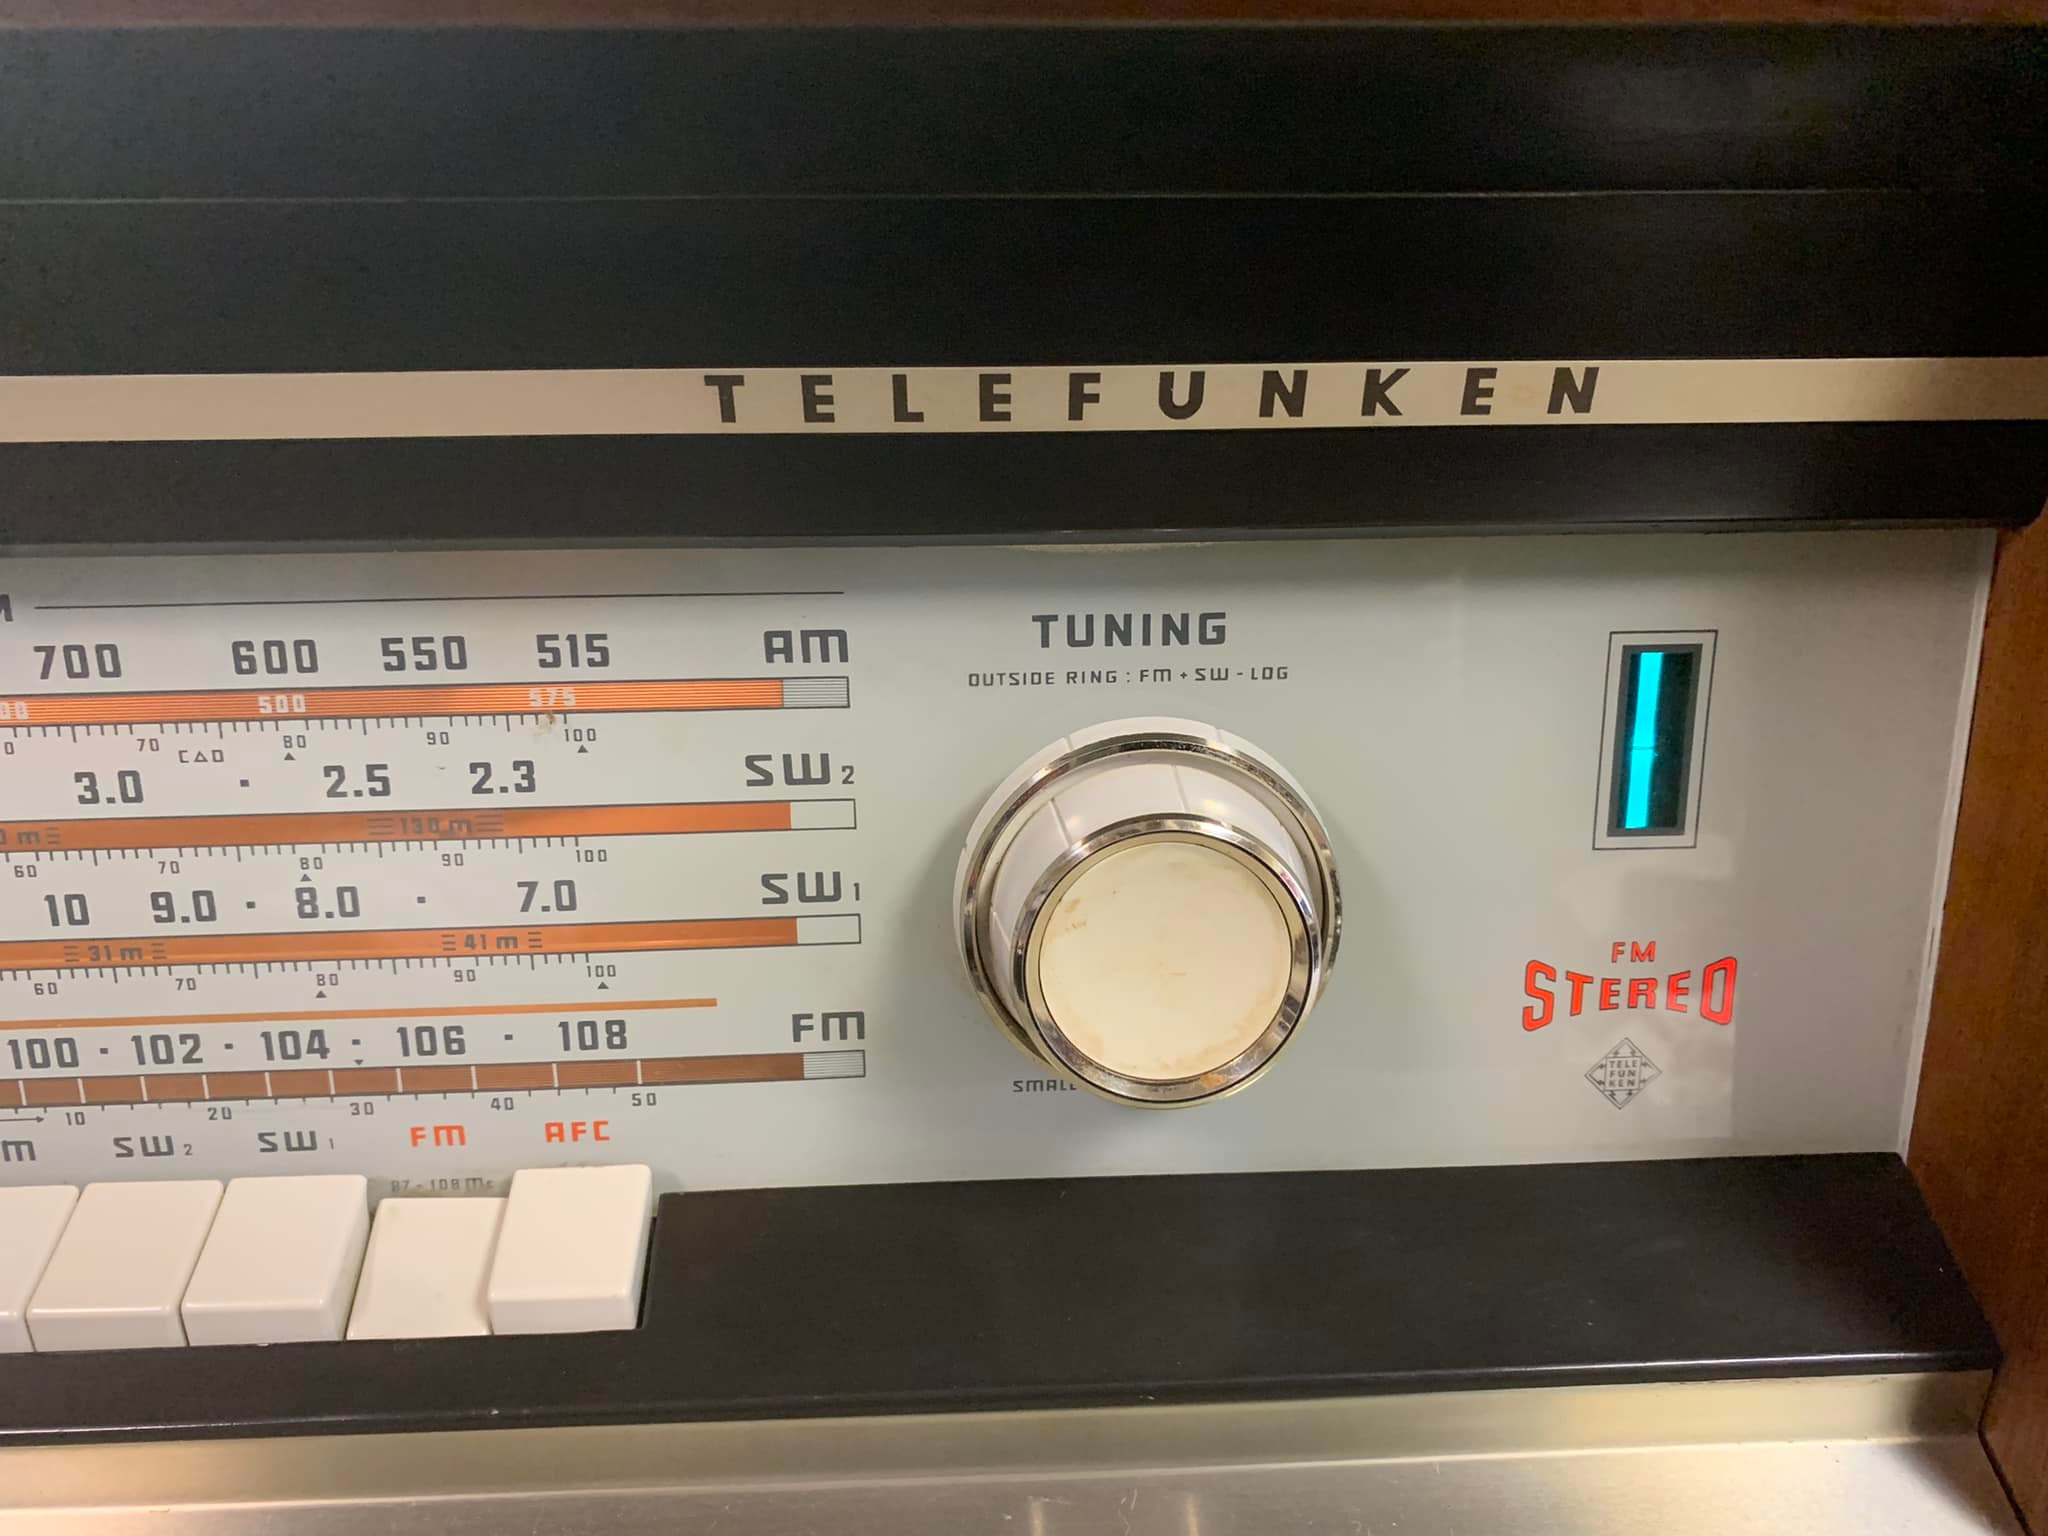 TELEFUNKEN
TUNING
OUTSIDE RING : FM + SW - LOG
700 600 550 515 AM
500 575
70 80 90 100
3.0 · 2.5 2.3 SW2
130 m
60 70 80 90 100
10 9.0 · 8.0 · 7.0 SW1
31 m 41 m
60 70 80 90 100
100 · 102 · 104 · 106 · 108 FM
10 20 30 40 50
SW2 SW1 FM AFC
SMALL
FM
STEREO
TELE
FUN
KEN